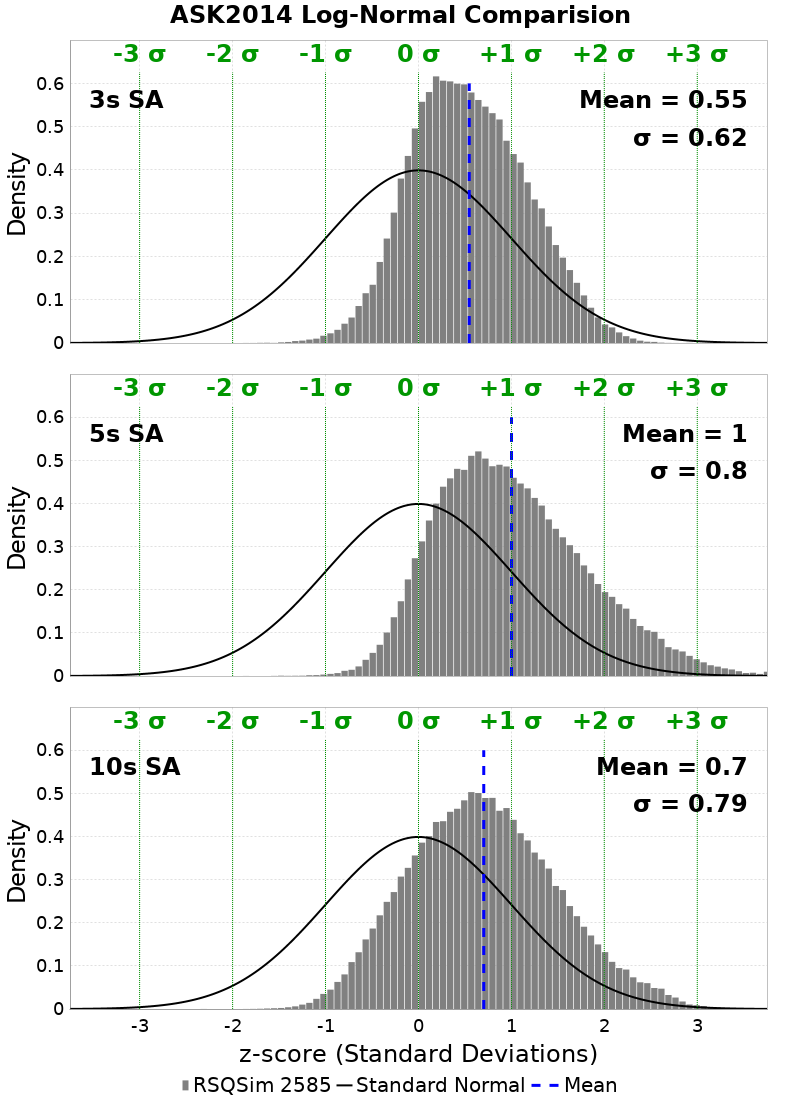 ASK2014 Log-Normal Comparision
-3 σ -2 σ -1 σ 0 σ +1 σ +2 σ +3 σ
0.6
3s SA Mean = 0.55
0.5
σ = 0.62
0.4
Density
0.3
0.2
0.1
0
-3 σ -2 σ -1 σ 0 σ +1 σ +2 σ +3 σ
0.6
5s SA Mean = 1
0.5
σ = 0.8
0.4
Density
0.3
0.2
0.1
0
-3 σ -2 σ -1 σ 0 σ +1 σ +2 σ +3 σ
0.6
10s SA Mean = 0.7
0.5
σ = 0.79
0.4
Density
0.3
0.2
0.1
0
-3 -2 -1 0 1 2 3
z-score (Standard Deviations)
RSQSim 2585 Standard Normal Mean